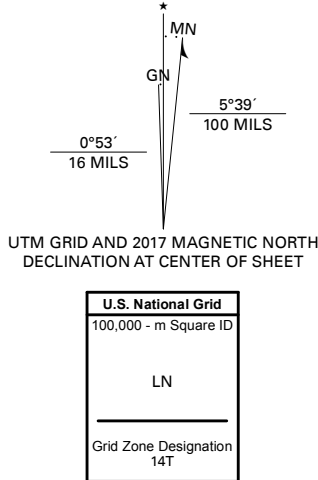 MN
GN
5°39´
100 MILS
0°53´
16 MILS
UTM GRID AND 2017 MAGNETIC NORTH
DECLINATION AT CENTER OF SHEET
U.S. National Grid
100,000 - m Square ID
LN
Grid Zone Designation
14T